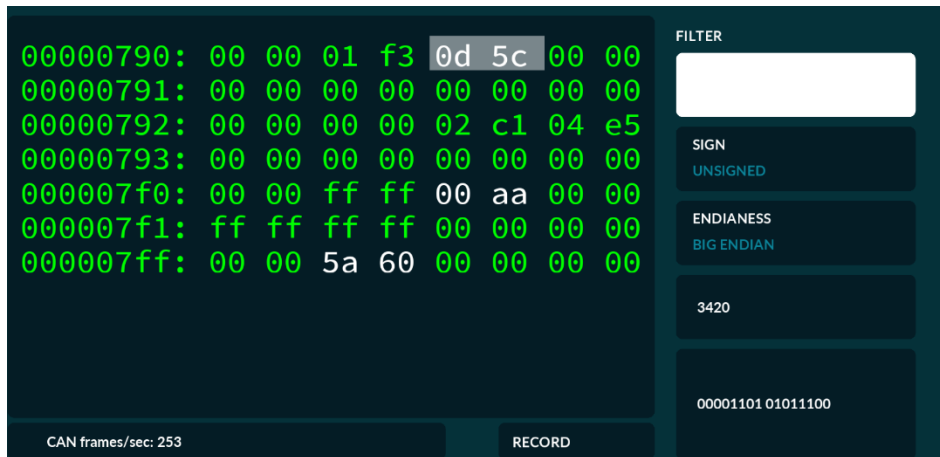 00000790: 00 00 01 f3 0d 5c 00 00
00000791: 00 00 00 00 00 00 00 00
00000792: 00 00 00 00 02 c1 04 e5
00000793: 00 00 00 00 00 00 00 00
000007f0: 00 00 ff ff 00 aa 00 00
000007f1: ff ff ff ff 00 00 00 00
000007ff: 00 00 5a 60 00 00 00 00
CAN frames/sec: 253
RECORD
FILTER
SIGN
UNSIGNED
ENDIANESS
BIG ENDIAN
3420
00001101 01011100